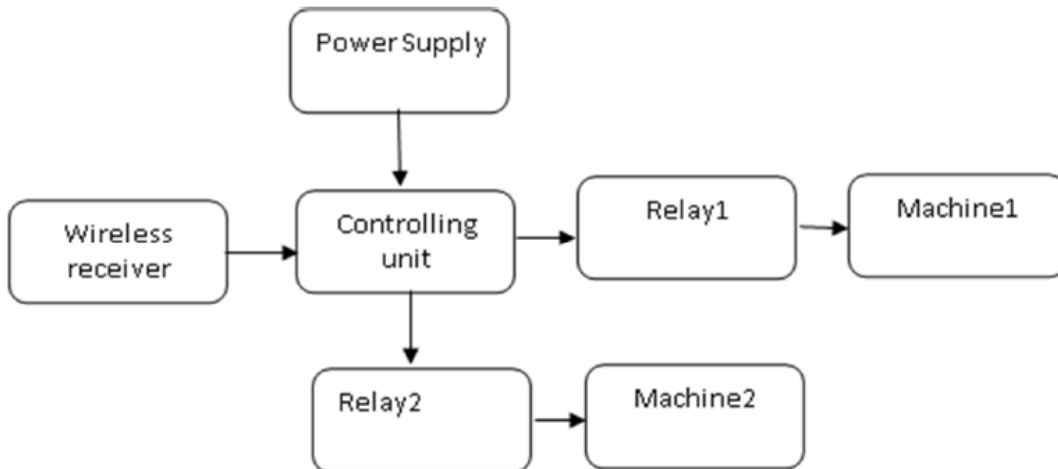 Power Supply
Wireless
receiver
Controlling
unit
Relay1
Machine1
Relay2
Machine2